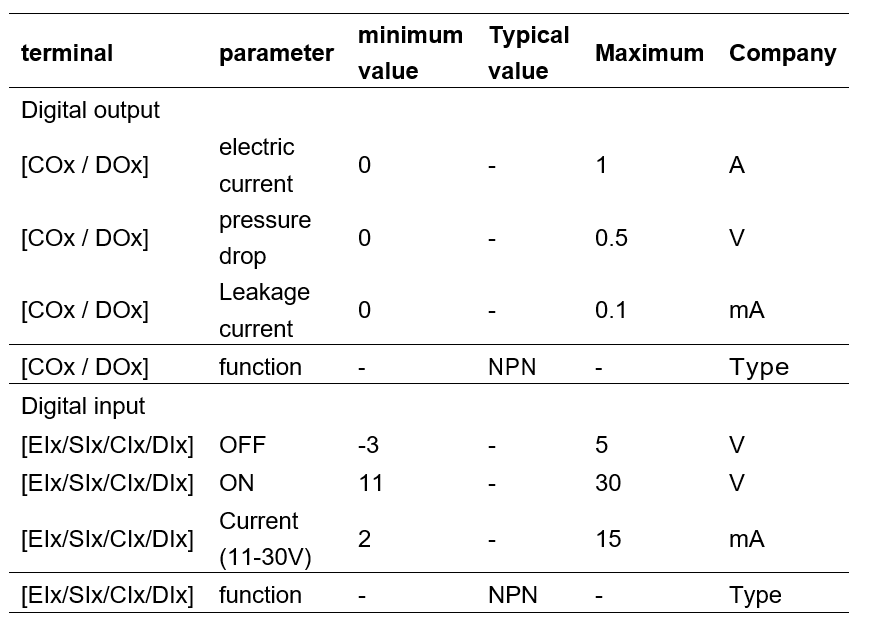 terminal parameter minimum value Typical value Maximum Company
Digital output
[COx / DOx] electric current 0 - 1 A
[COx / DOx] pressure drop 0 - 0.5 V
[COx / DOx] Leakage current 0 - 0.1 mA
[COx / DOx] function - NPN - Type
Digital input
[EIx/SIx/CIx/DIx] OFF -3 - 5 V
[EIx/SIx/CIx/DIx] ON 11 - 30 V
[EIx/SIx/CIx/DIx] Current (11-30V) 2 - 15 mA
[EIx/SIx/CIx/DIx] function - NPN - Type